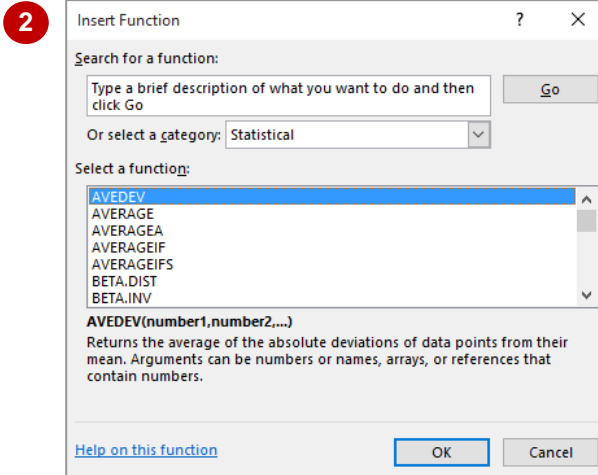 2
Insert Function
?
Search for a function:
Type a brief description of what you want to do and then
click Go
Go
Or select a category: Statistical
Select a function:
AVEDEV
AVERAGE
AVERAGEA
AVERAGEIF
AVERAGEIFS
BETA.DIST
BETA.INV
AVEDEV(number1,number2,...)
Returns the average of the absolute deviations of data points from their
mean. Arguments can be numbers or names, arrays, or references that
contain numbers.
Help on this function
OK
Cancel